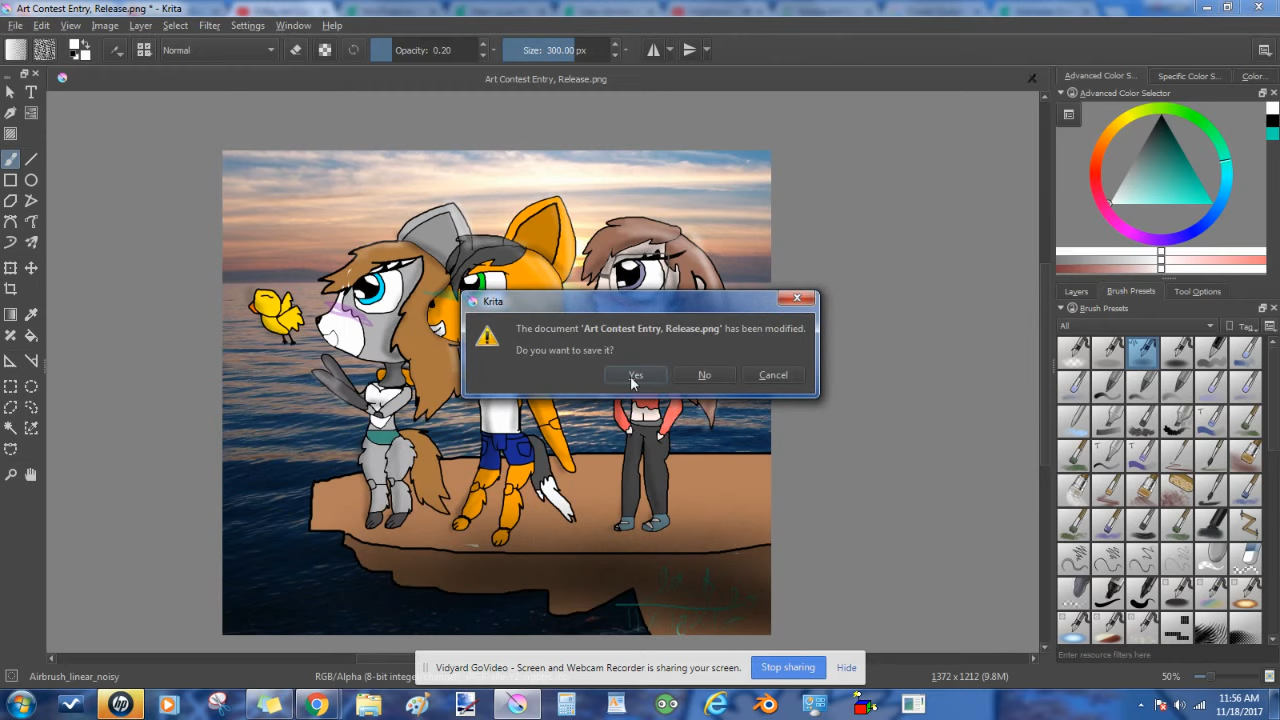 Art Contest Entry, Release.png * - Krita
File Edit View Image Layer Select Filter Settings Window Help
Normal Opacity: 0.20 Size: 300.00 px
Art Contest Entry, Release.png
Advanced Color S... Specific Color S... Color...
Advanced Color Selector
Krita
The document 'Art Contest Entry, Release.png' has been modified.
Do you want to save it?
Yes No Cancel
Layers Brush Presets Tool Options
Brush Presets
All Tag
Enter resource filters here
Vidyard GoVideo - Screen and Webcam Recorder is sharing your screen. Stop sharing Hide
Airbrush_linear_noisy
RGB/Alpha (8-bit integer
1372 x 1212 (9.8M)
50%
11:56 AM
11/18/2017